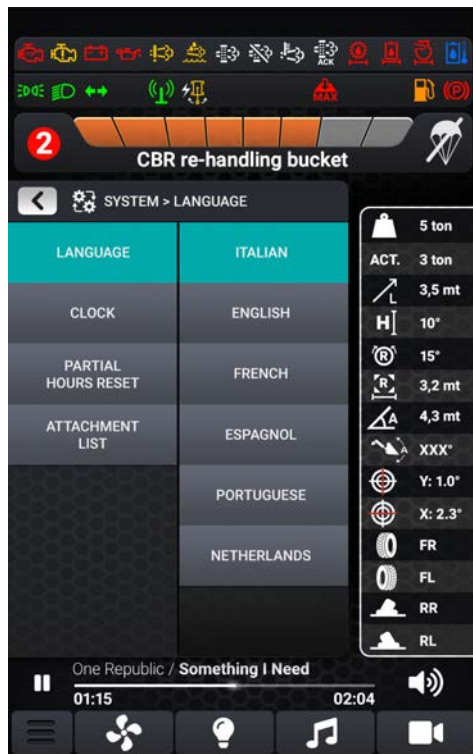 ACK
MAX
2
CBR re-handling bucket
SYSTEM > LANGUAGE
LANGUAGE
CLOCK
PARTIAL
HOURS RESET
ATTACHMENT
LIST
ITALIAN
ENGLISH
FRENCH
ESPAGNOL
PORTUGUESE
NETHERLANDS
5 ton
ACT. 3 ton
L 3,5 mt
H 10°
R 15°
R 3,2 mt
A 4,3 mt
A XXX°
Y: 1.0°
X: 2.3°
FR
FL
RR
RL
One Republic / Something I Need
01:15 02:04